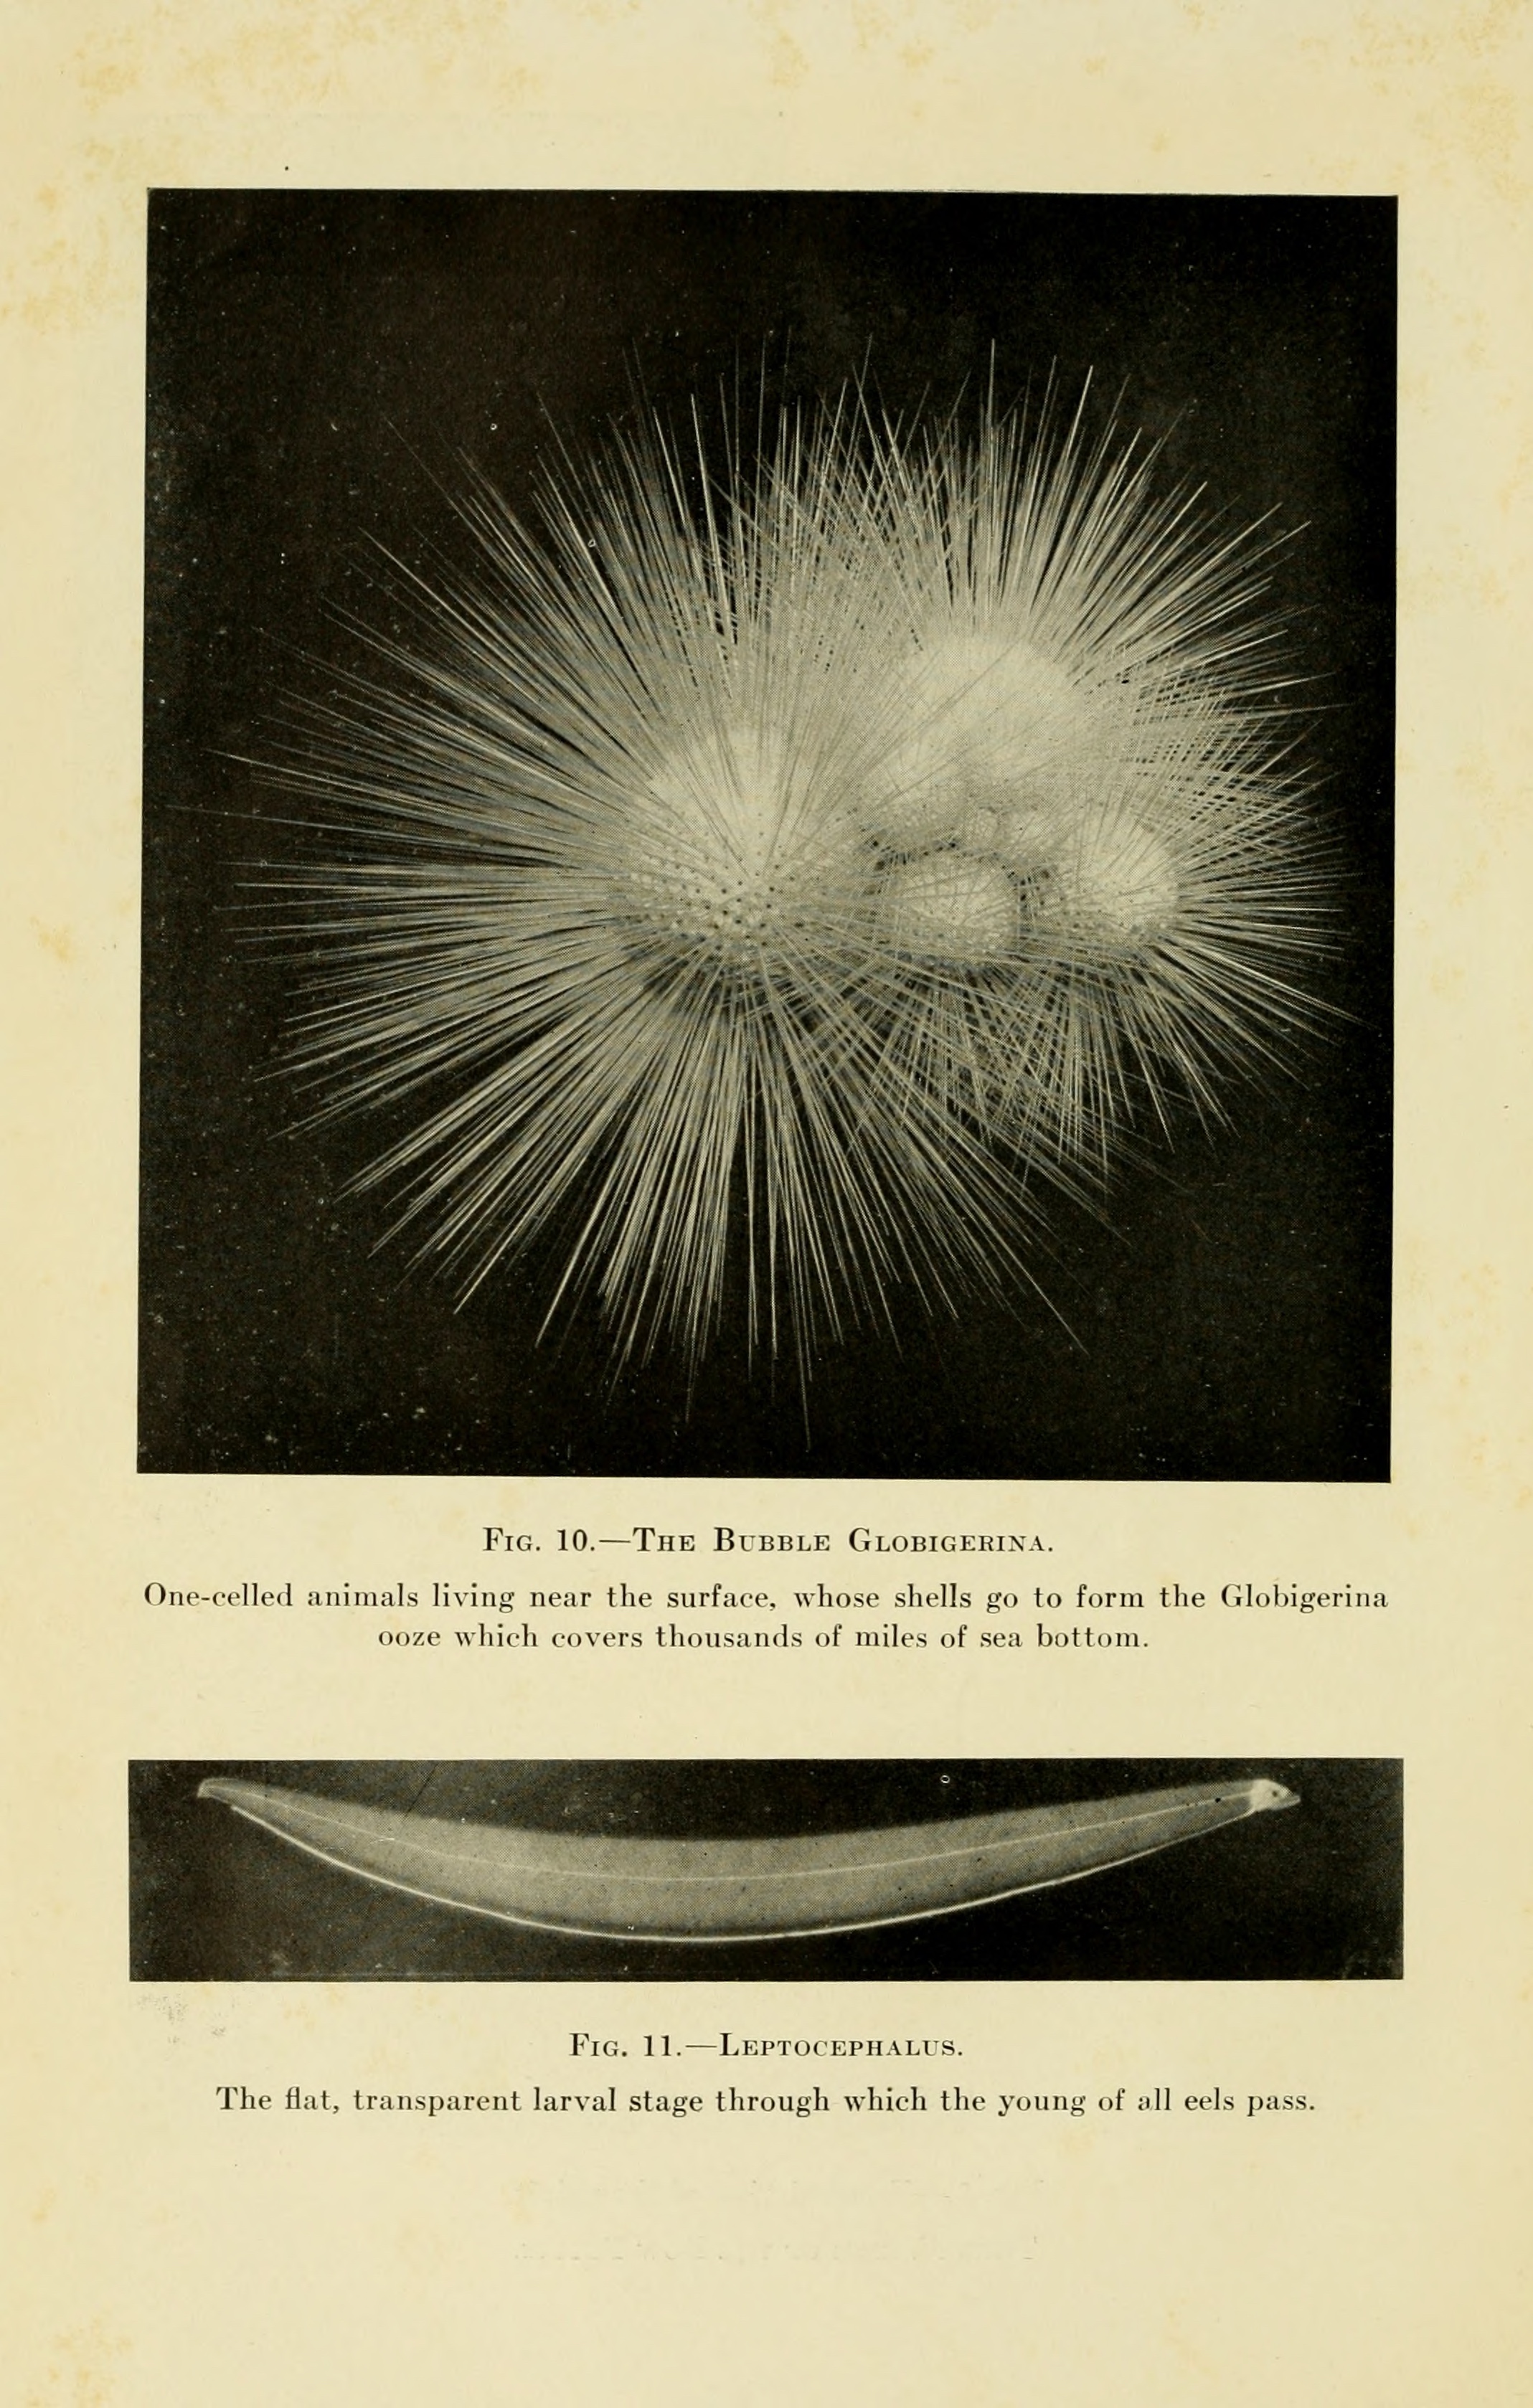 Fig. 10.—The Bubble Globigerina.
One-celled animals living near the surface, whose shells go to form the Globigerina
ooze which covers thousands of miles of sea bottom.
Fig. 11.—Leptocephalus.
The flat, transparent larval stage through which the young of all eels pass.